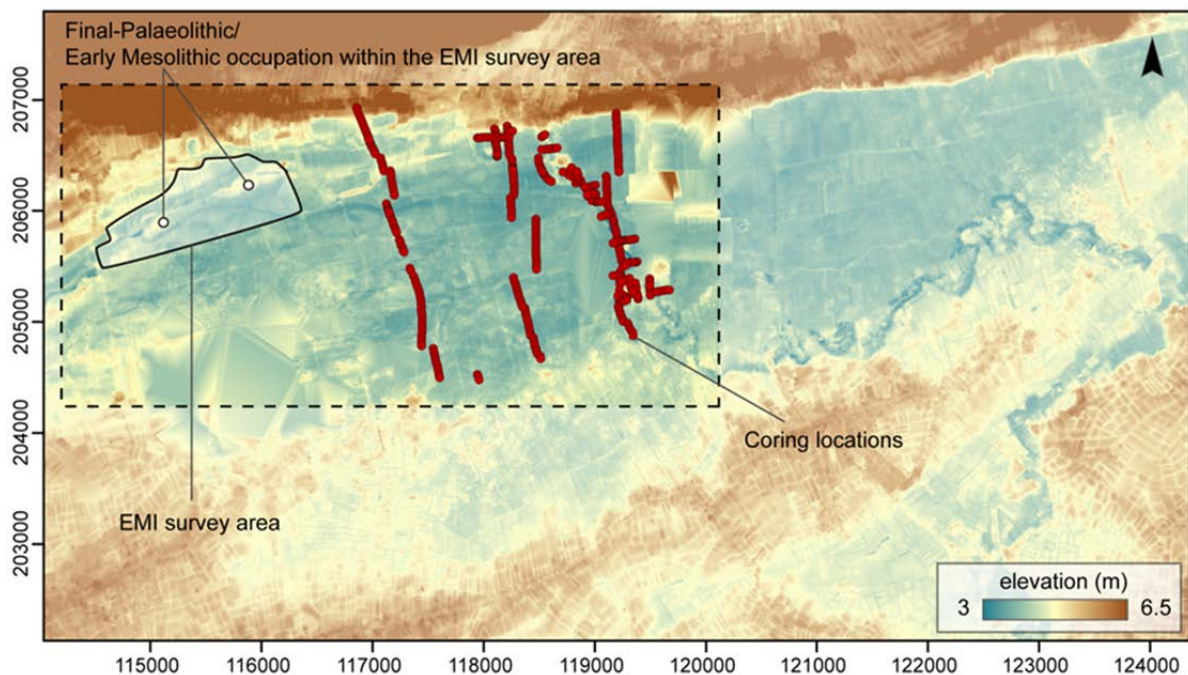 Final-Palaeolithic/
Early Mesolithic occupation within the EMI survey area
207000
206000
205000
204000
203000
Coring locations
EMI survey area
elevation (m)
3 6.5
115000 116000 117000 118000 119000 120000 121000 122000 123000 124000